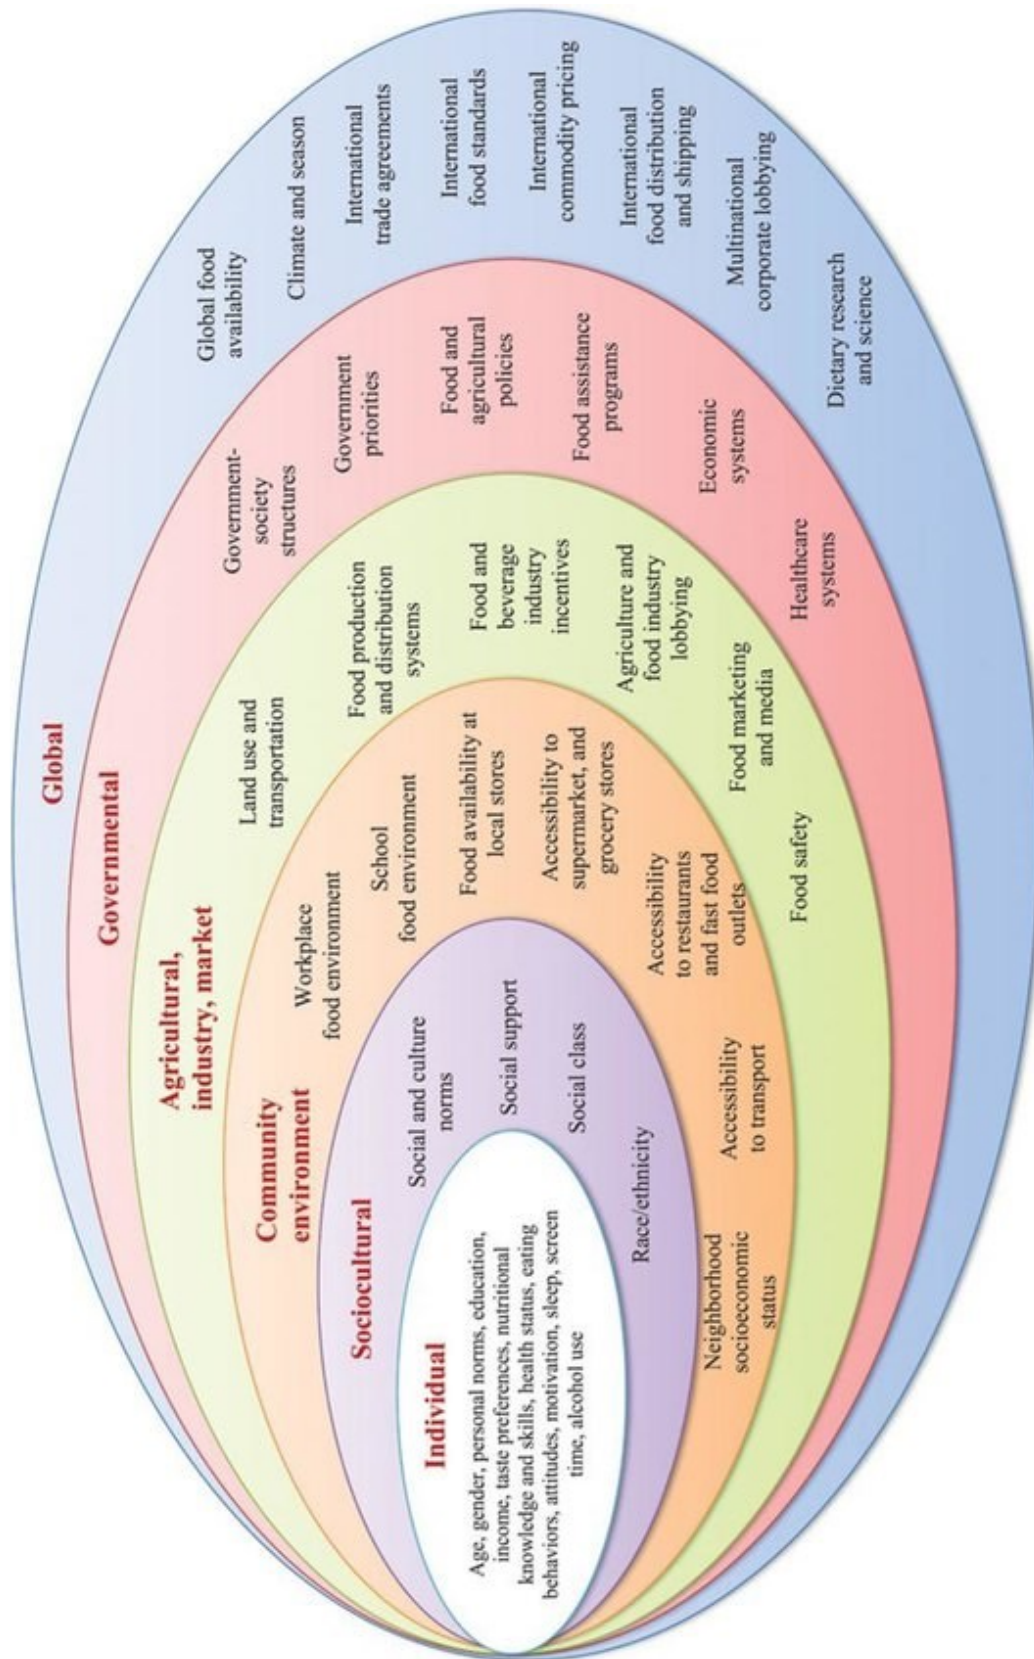 Global
Global food
availability
Climate and season
International
trade agreements
International
food standards
International
commodity pricing
International
food distribution
and shipping
Multinational
corporate lobbying
Dietary research
and science
Governmental
Government-
society
structures
Government
priorities
Food and
agricultural
policies
Food assistance
programs
Economic
systems
Healthcare
systems
Agricultural,
industry, market
Land use and
transportation
Food production
and distribution
systems
Food and
beverage
industry
incentives
Agriculture and
food industry
lobbying
Food marketing
and media
Food safety
Community
environment
Workplace
food environment
School
food environment
Food availability at
local stores
Accessibility to
supermarket, and
grocery stores
Accessibility
to restaurants
and fast food
outlets
Accessibility
to transport
Neighborhood
socioeconomic
status
Sociocultural
Social and culture
norms
Social support
Social class
Race/ethnicity
Individual
Age, gender, personal norms, education,
income, taste preferences, nutritional
knowledge and skills, health status, eating
behaviors, attitudes, motivation, sleep, screen
time, alcohol use